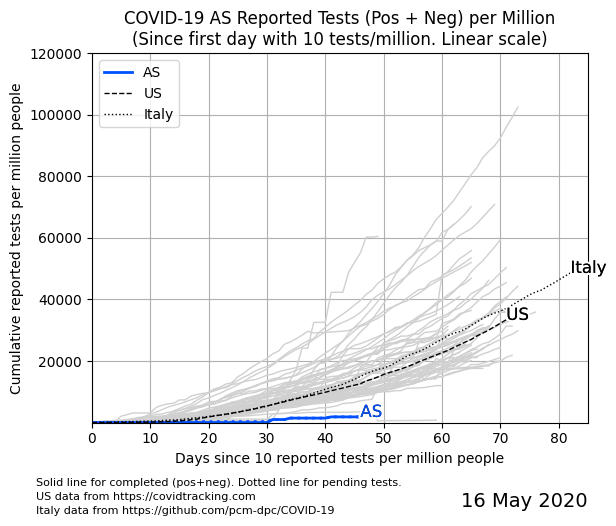 COVID-19 AS Reported Tests (Pos + Neg) per Million
(Since first day with 10 tests/million. Linear scale)
120000
100000
80000
60000
40000
20000
Cumulative reported tests per million people
AS
US
Italy
Italy
US
AS
0 10 20 30 40 50 60 70 80
Days since 10 reported tests per million people
Solid line for completed (pos+neg). Dotted line for pending tests.
US data from https://covidtracking.com
Italy data from https://github.com/pcm-dpc/COVID-19
16 May 2020